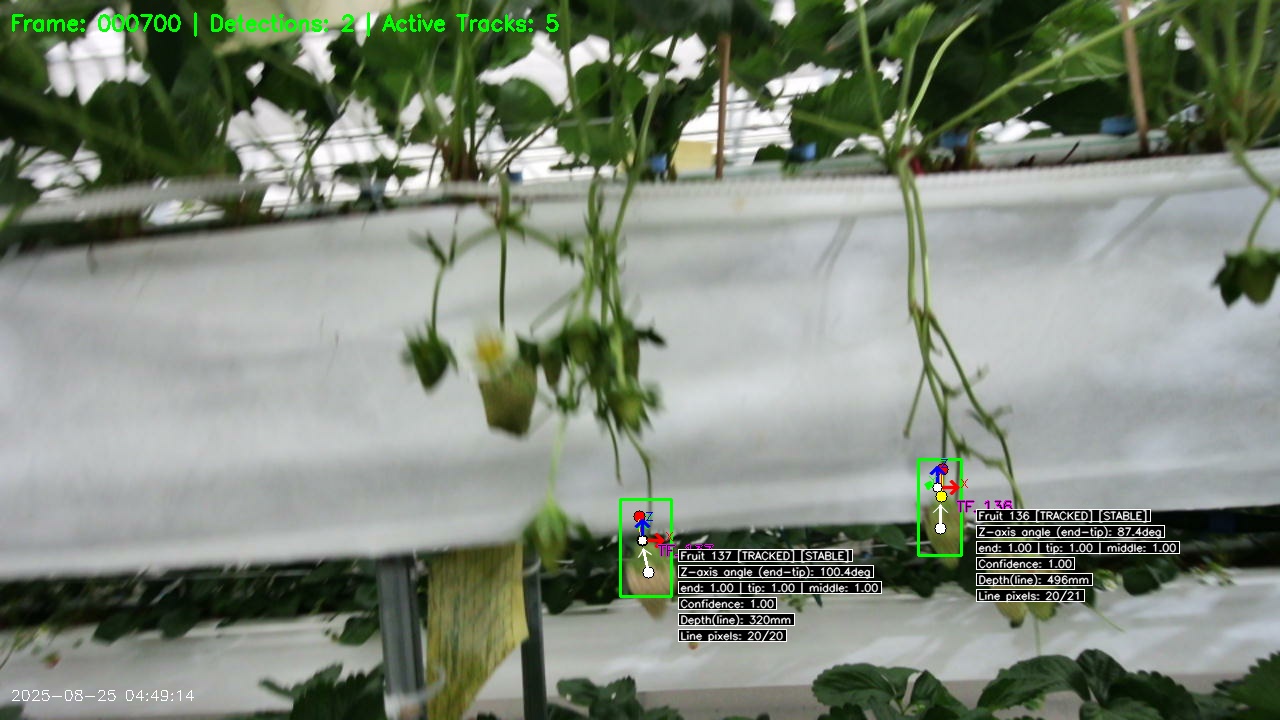 Frame: 000700 | Detections: 2 | Active Tracks: 5
Z
X
TF_136
Fruit 136 [TRACKED] [STABLE]
Z-axis angle (end-tip): 87.4deg
end: 1.00 | tip: 1.00 | middle: 1.00
Confidence: 1.00
Depth(line): 496mm
Line pixels: 20/21
Z
X
Fruit 137 [TRACKED] [STABLE]
Z-axis angle (end-tip): 100.4deg
end: 1.00 | tip: 1.00 | middle: 1.00
Confidence: 1.00
Depth(line): 320mm
Line pixels: 20/20
2025-08-25 04:49:14